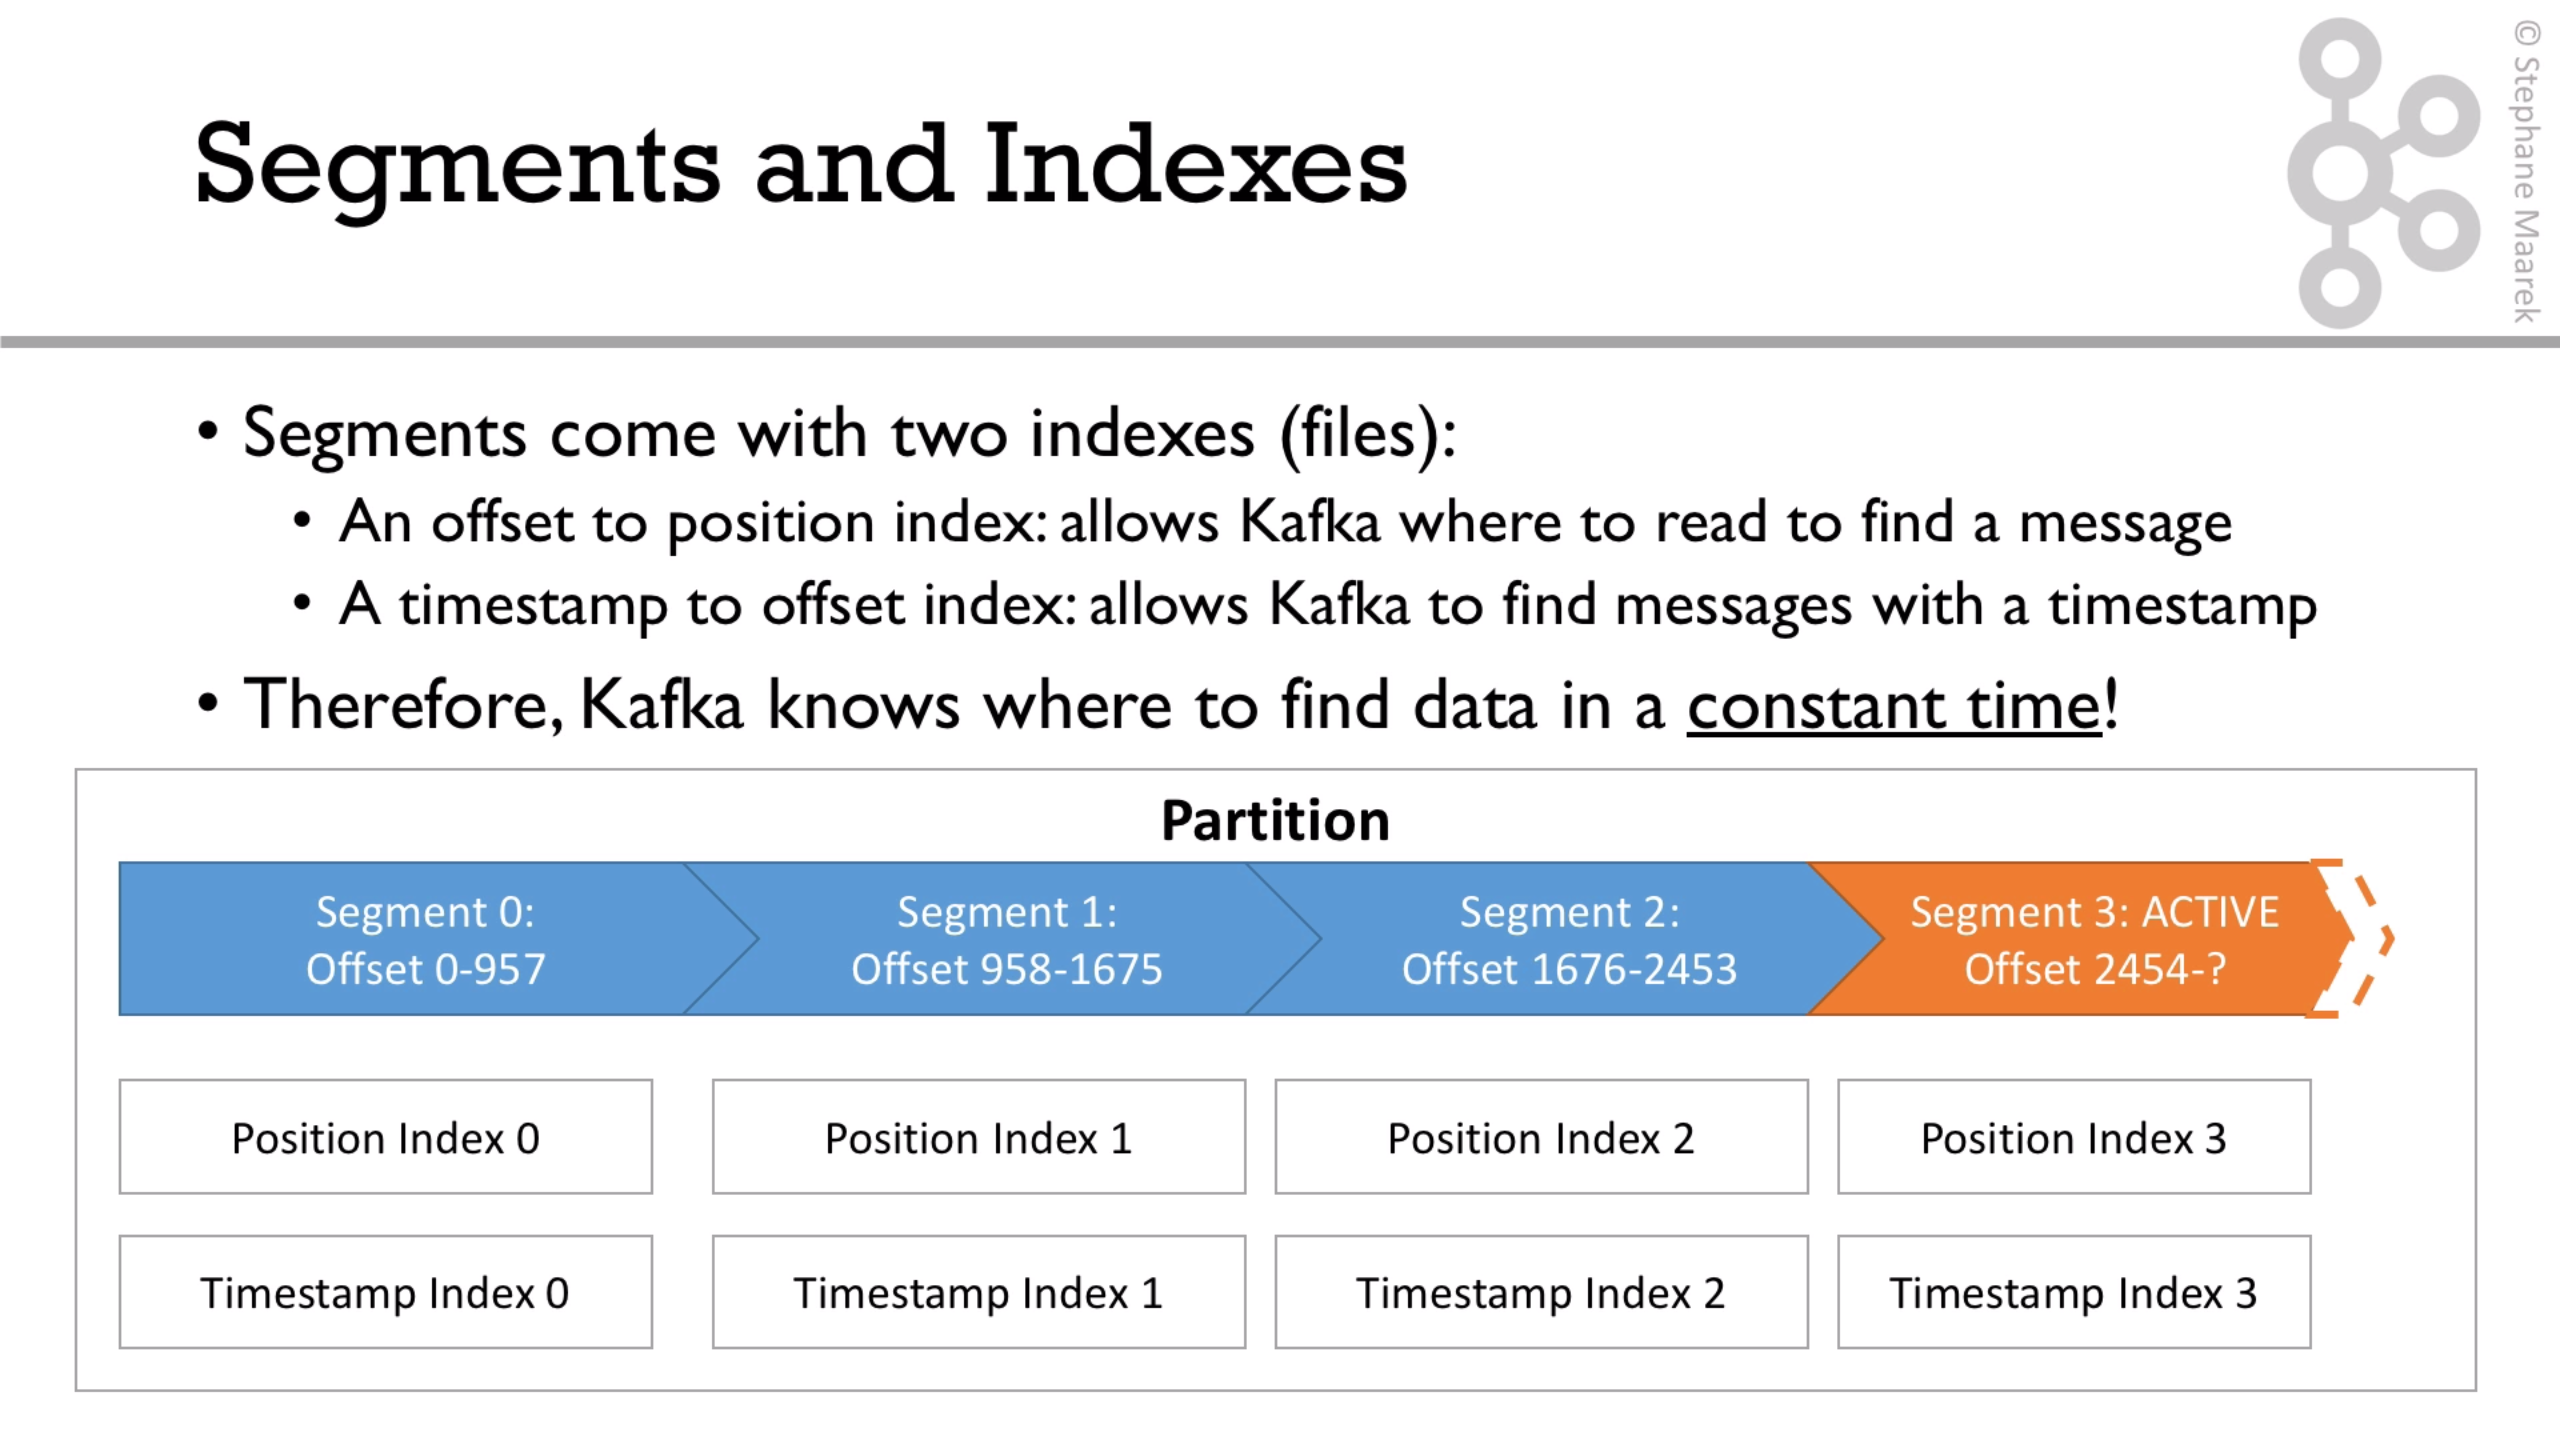 Segments and Indexes
© Stephane Maarek
• Segments come with two indexes (files):
• An offset to position index: allows Kafka where to read to find a message
• A timestamp to offset index: allows Kafka to find messages with a timestamp
• Therefore, Kafka knows where to find data in a constant time!
Partition
Segment 0:
Offset 0-957
Segment 1:
Offset 958-1675
Segment 2:
Offset 1676-2453
Segment 3: ACTIVE
Offset 2454-?
Position Index 0
Position Index 1
Position Index 2
Position Index 3
Timestamp Index 0
Timestamp Index 1
Timestamp Index 2
Timestamp Index 3